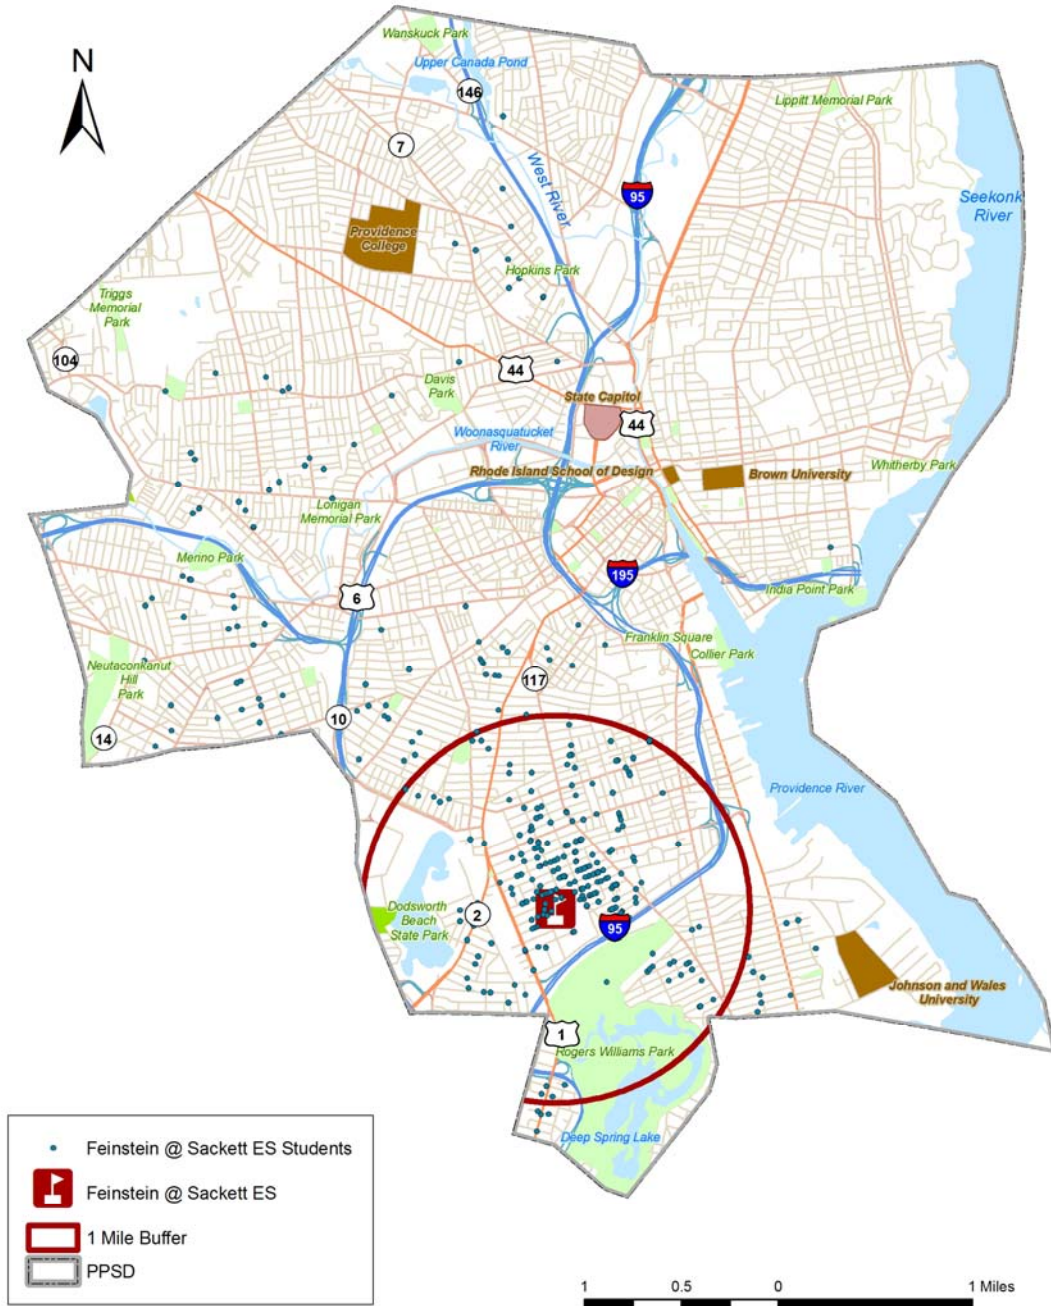 Wanskuck Park
N
Upper Canada Pond
146
Lippitt Memorial Park
7
West River
95
Seekonk
River
Providence
College
Hopkins Park
Triggs
Memorial
Park
104
44
Davis
Park
State Capitol
44
Woonasquatucket
River
Rhode Island School of Design
Brown University
Whitherby Park
Lonigan
Memorial Park
Merino Park
195
6
India Point Park
Franklin Square
Collier Park
Neutaconkanut
Hill
Park
117
10
14
Providence River
Dodsworth
Beach
State Park
2
95
Johnson and Wales
University
1
Rogers Williams Park
Deep Spring Lake
Feinstein @ Sackett ES Students
Feinstein @ Sackett ES
1 Mile Buffer
PPSD
1 0.5 0 1 Miles